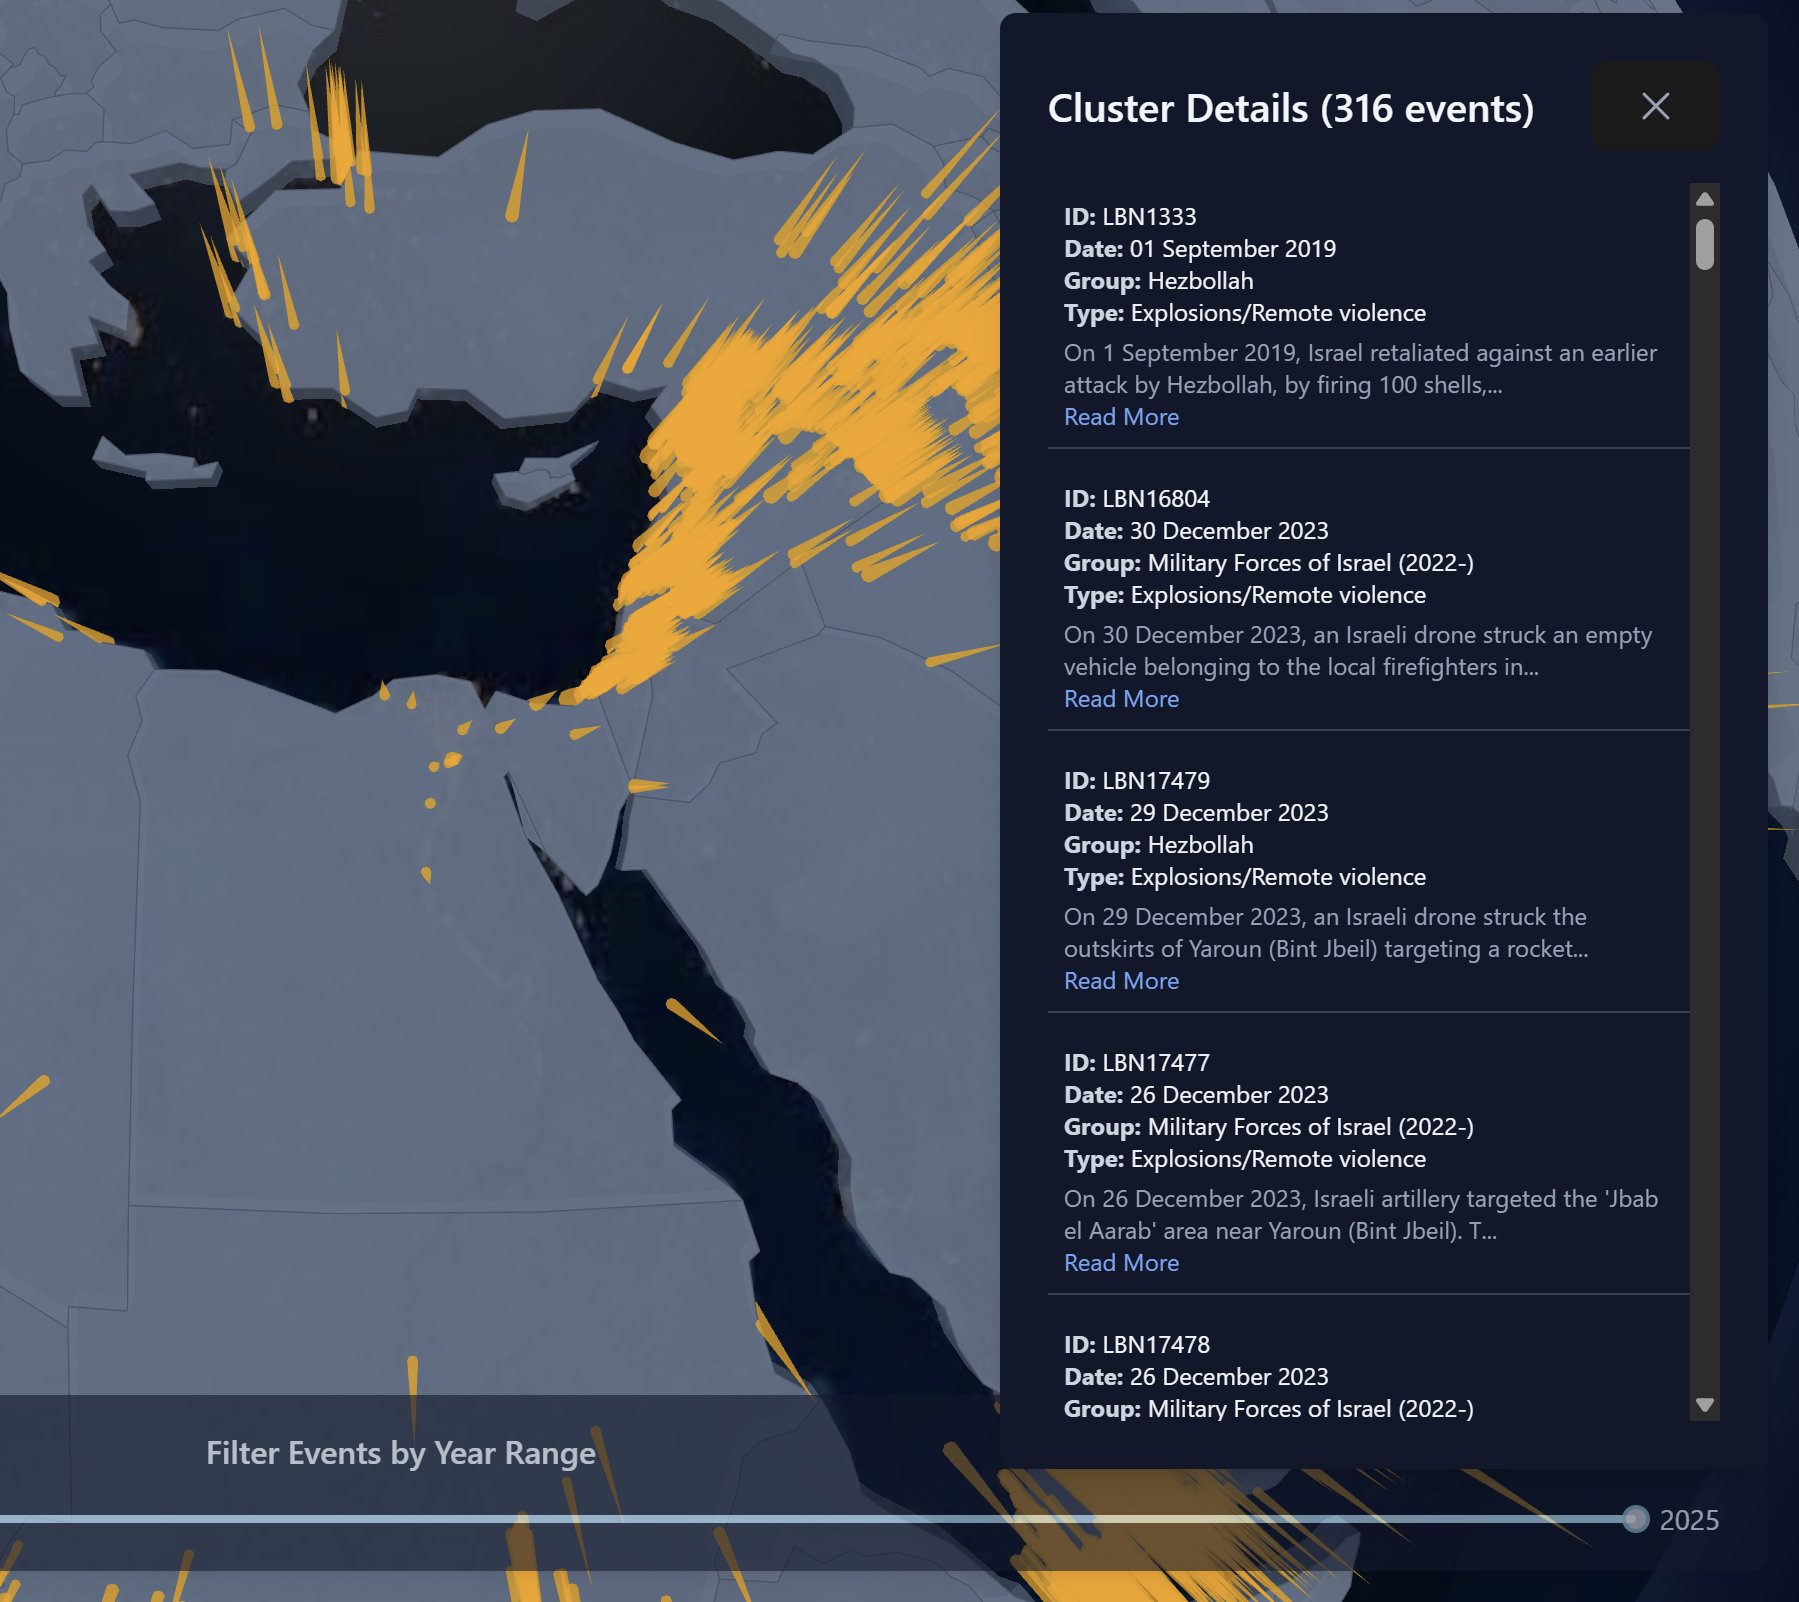 Cluster Details (316 events)
ID: LBN1333
Date: 01 September 2019
Group: Hezbollah
Type: Explosions/Remote violence
On 1 September 2019, Israel retaliated against an earlier
attack by Hezbollah, by firing 100 shells,...
Read More
ID: LBN16804
Date: 30 December 2023
Group: Military Forces of Israel (2022-)
Type: Explosions/Remote violence
On 30 December 2023, an Israeli drone struck an empty
vehicle belonging to the local firefighters in...
Read More
ID: LBN17479
Date: 29 December 2023
Group: Hezbollah
Type: Explosions/Remote violence
On 29 December 2023, an Israeli drone struck the
outskirts of Yaroun (Bint Jbeil) targeting a rocket...
Read More
ID: LBN17477
Date: 26 December 2023
Group: Military Forces of Israel (2022-)
Type: Explosions/Remote violence
On 26 December 2023, Israeli artillery targeted the 'Jbab
el Aarab' area near Yaroun (Bint Jbeil). T...
Read More
ID: LBN17478
Date: 26 December 2023
Group: Military Forces of Israel (2022-)
Filter Events by Year Range
2025